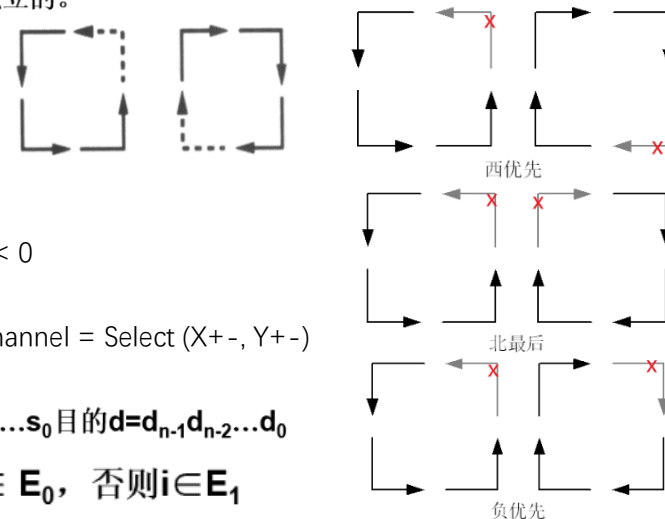 立的。
西优先
< 0
hannel = Select (X+-, Y+-)
北最后
…s0目的d=dn-1dn-2…d0
E0，否则i∈E1
负优先